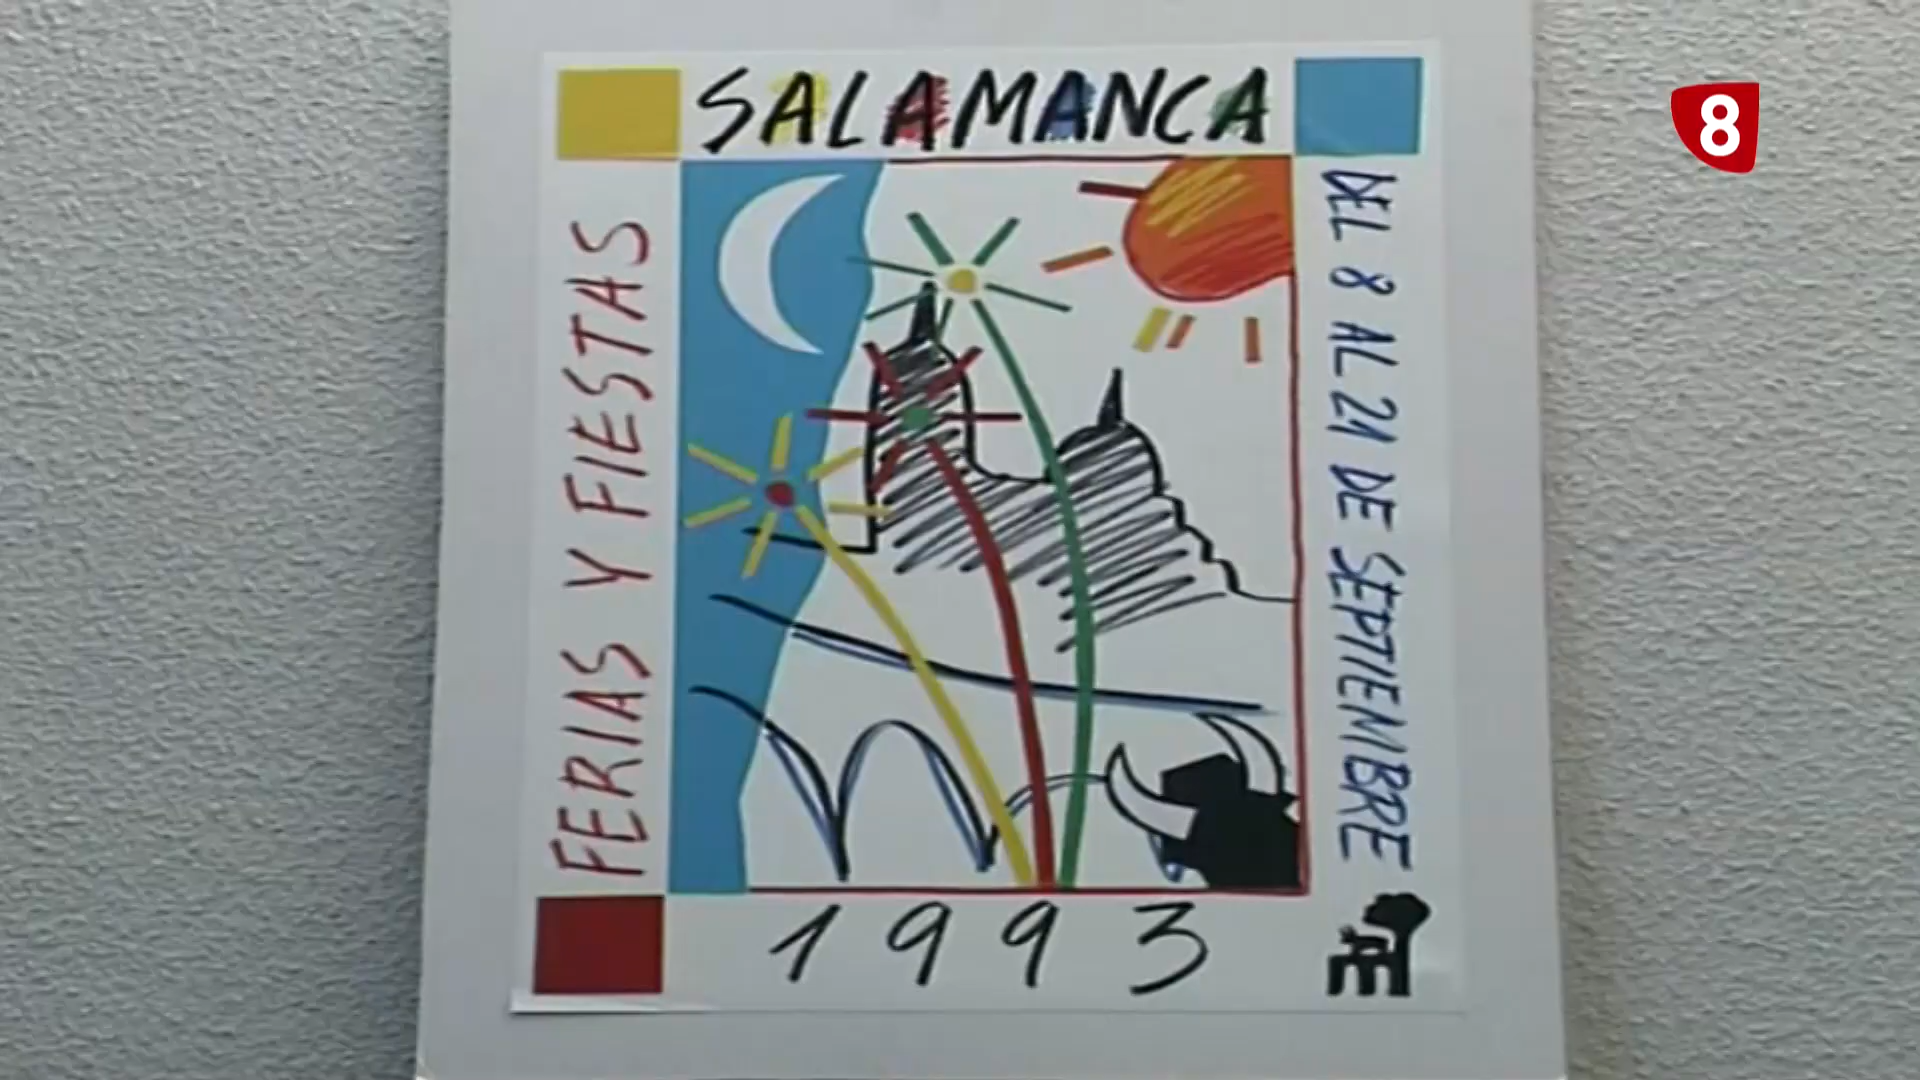 SALAMANCA
8
FERIAS Y FIESTAS
DEL 8 AL 21 DE SEPTIEMBRE
1993